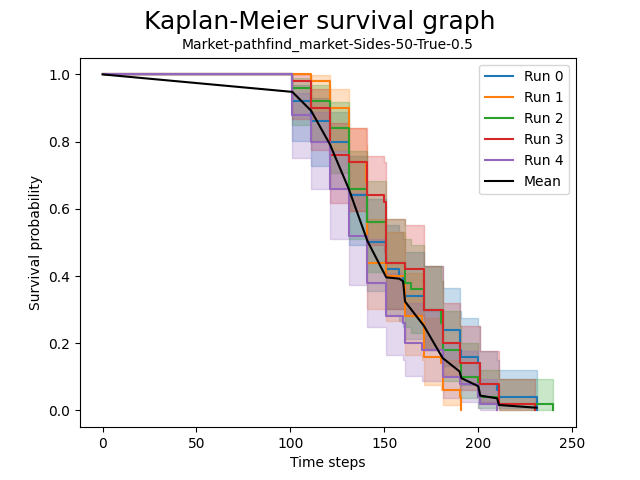 Kaplan-Meier survival graph
Market-pathfind_market-Sides-50-True-0.5
Survival probability
1.0
0.8
0.6
0.4
0.2
0.0
Run 0
Run 1
Run 2
Run 3
Run 4
Mean
0 50 100 150 200 250
Time steps